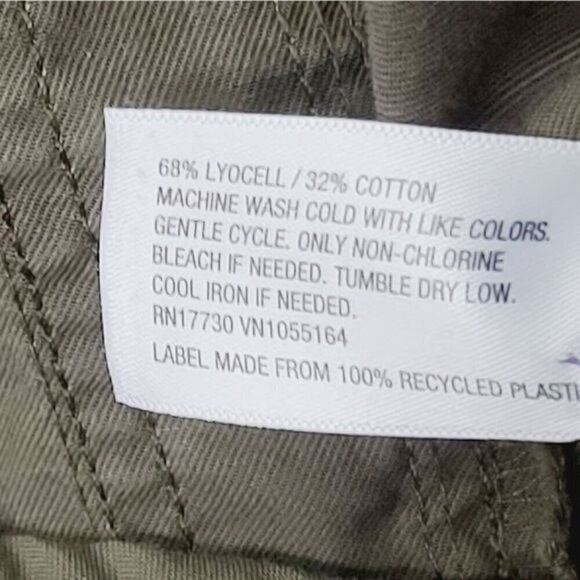 68% LYOCELL / 32% COTTON
MACHINE WASH COLD WITH LIKE COLORS.
GENTLE CYCLE. ONLY NON-CHLORINE
BLEACH IF NEEDED. TUMBLE DRY LOW.
COOL IRON IF NEEDED.
RN17730 VN1055164
LABEL MADE FROM 100% RECYCLED PLASTI